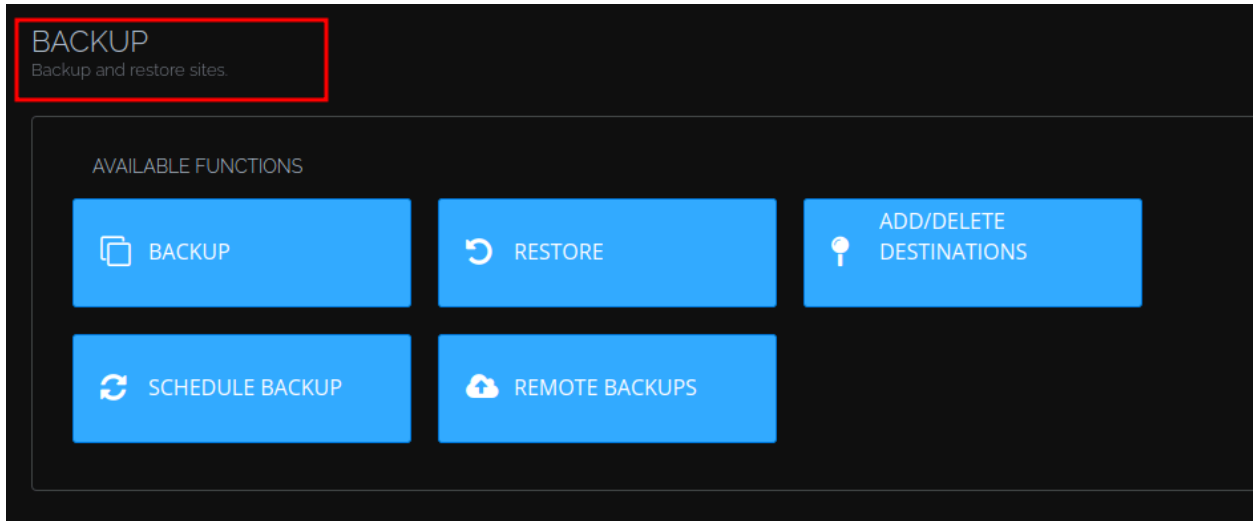 BACKUP
Backup and restore sites.
AVAILABLE FUNCTIONS
BACKUP
RESTORE
ADD/DELETE
DESTINATIONS
SCHEDULE BACKUP
REMOTE BACKUPS